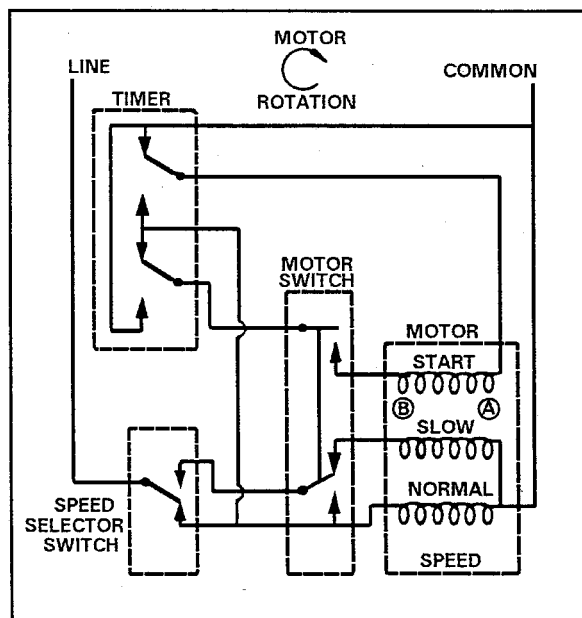 MOTOR
ROTATION
LINE
COMMON
TIMER
MOTOR
SWITCH
MOTOR
START
B
A
SLOW
NORMAL
SPEED
SPEED
SELECTOR
SWITCH